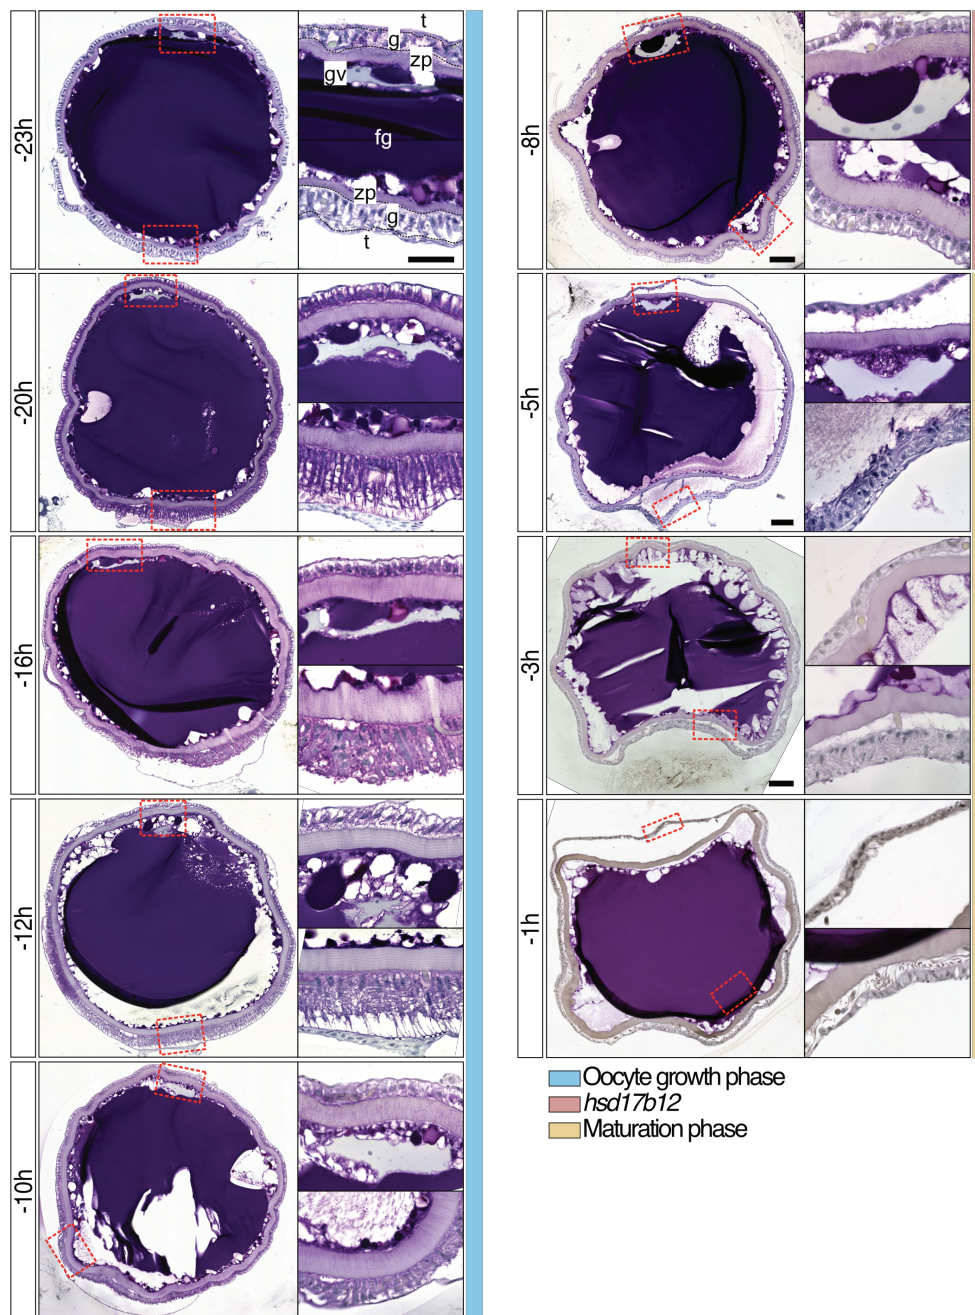 -23h
t
g
zp
gv
fg
zp
g
t
-20h
-16h
-12h
-10h
-8h
-5h
-3h
-1h
Oocyte growth phase
hsd17b12
Maturation phase